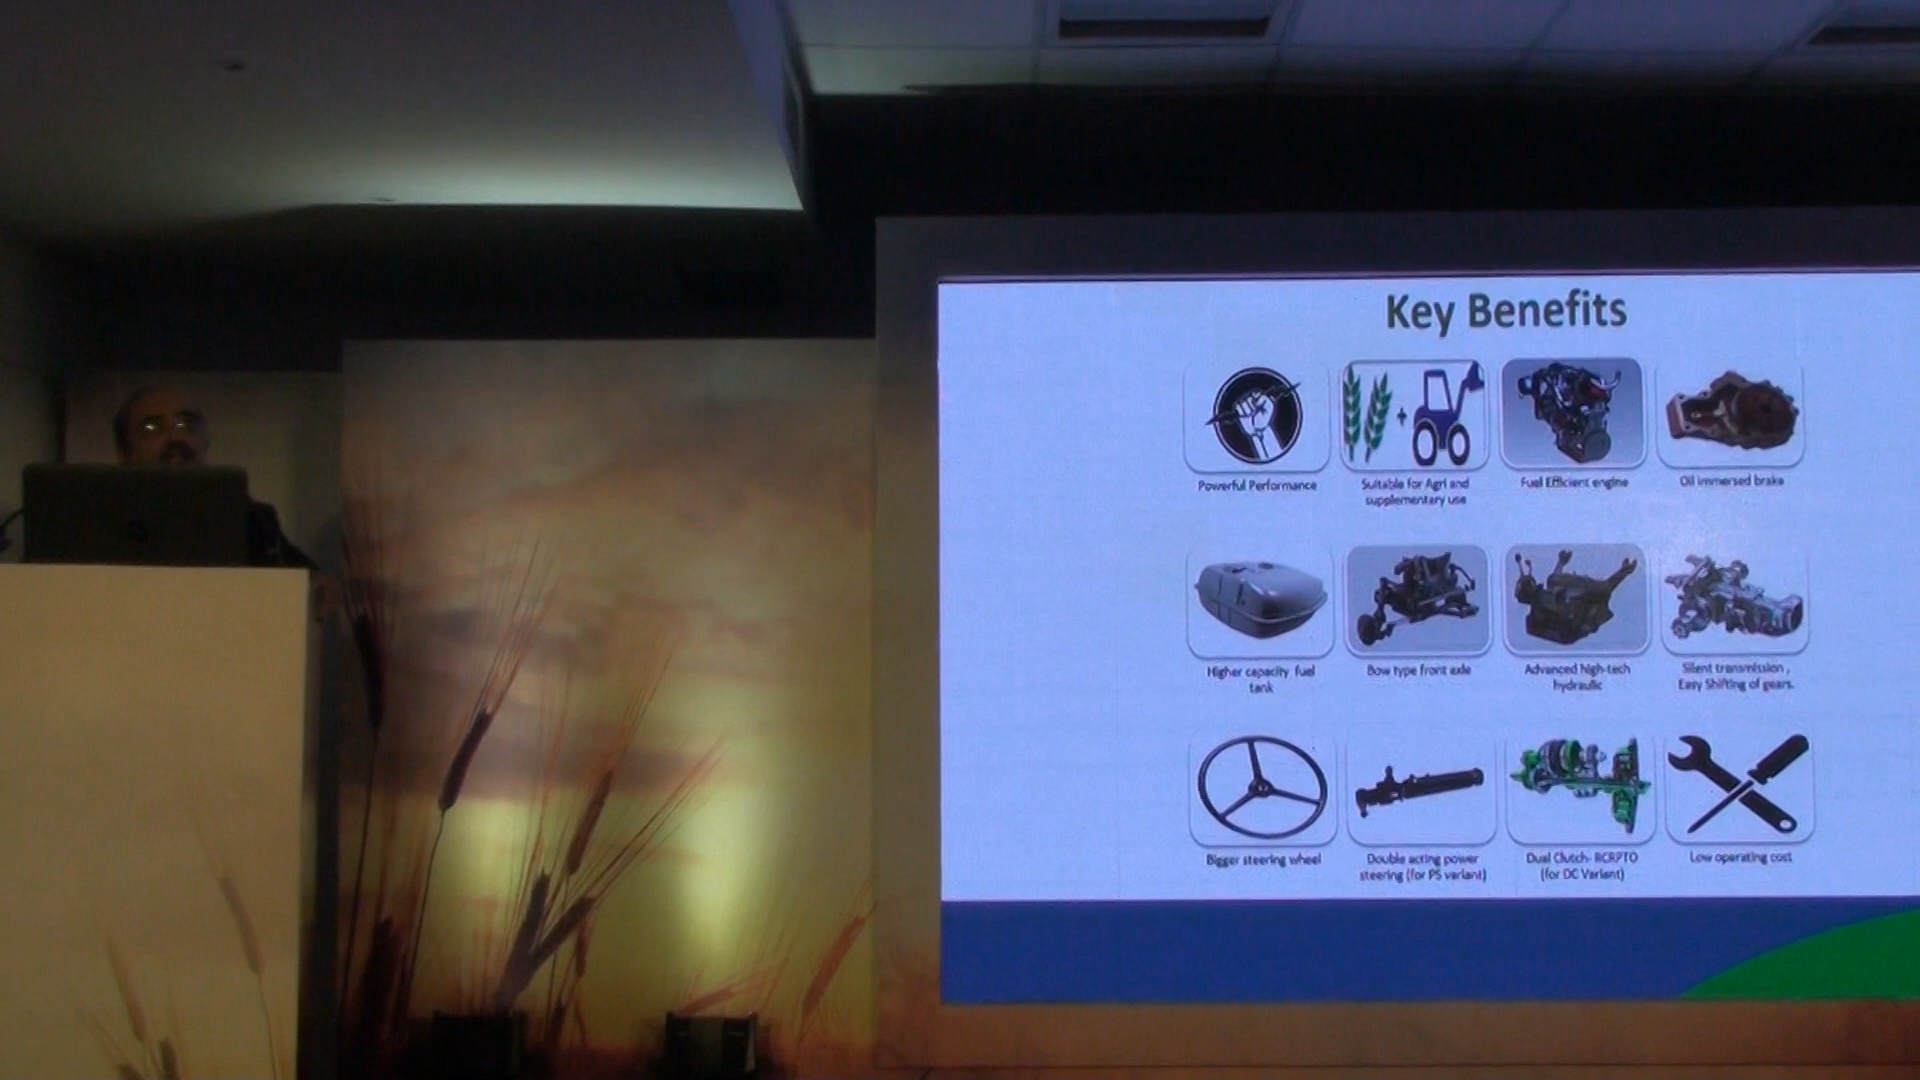 Key Benefits
Powerful Performance
Suitable for Agri and
supplementary use
Fuel Efficient engine
Oil immersed brake
Higher capacity fuel
tank
Bow type front axle
Advanced high-tech
hydraulic
Silent transmission ,
Easy Shifting of gears.
Bigger steering wheel
Double acting power
steering (for PS variant)
Dual Clutch- RCRPTO
(for DC Variant)
Low operating cost